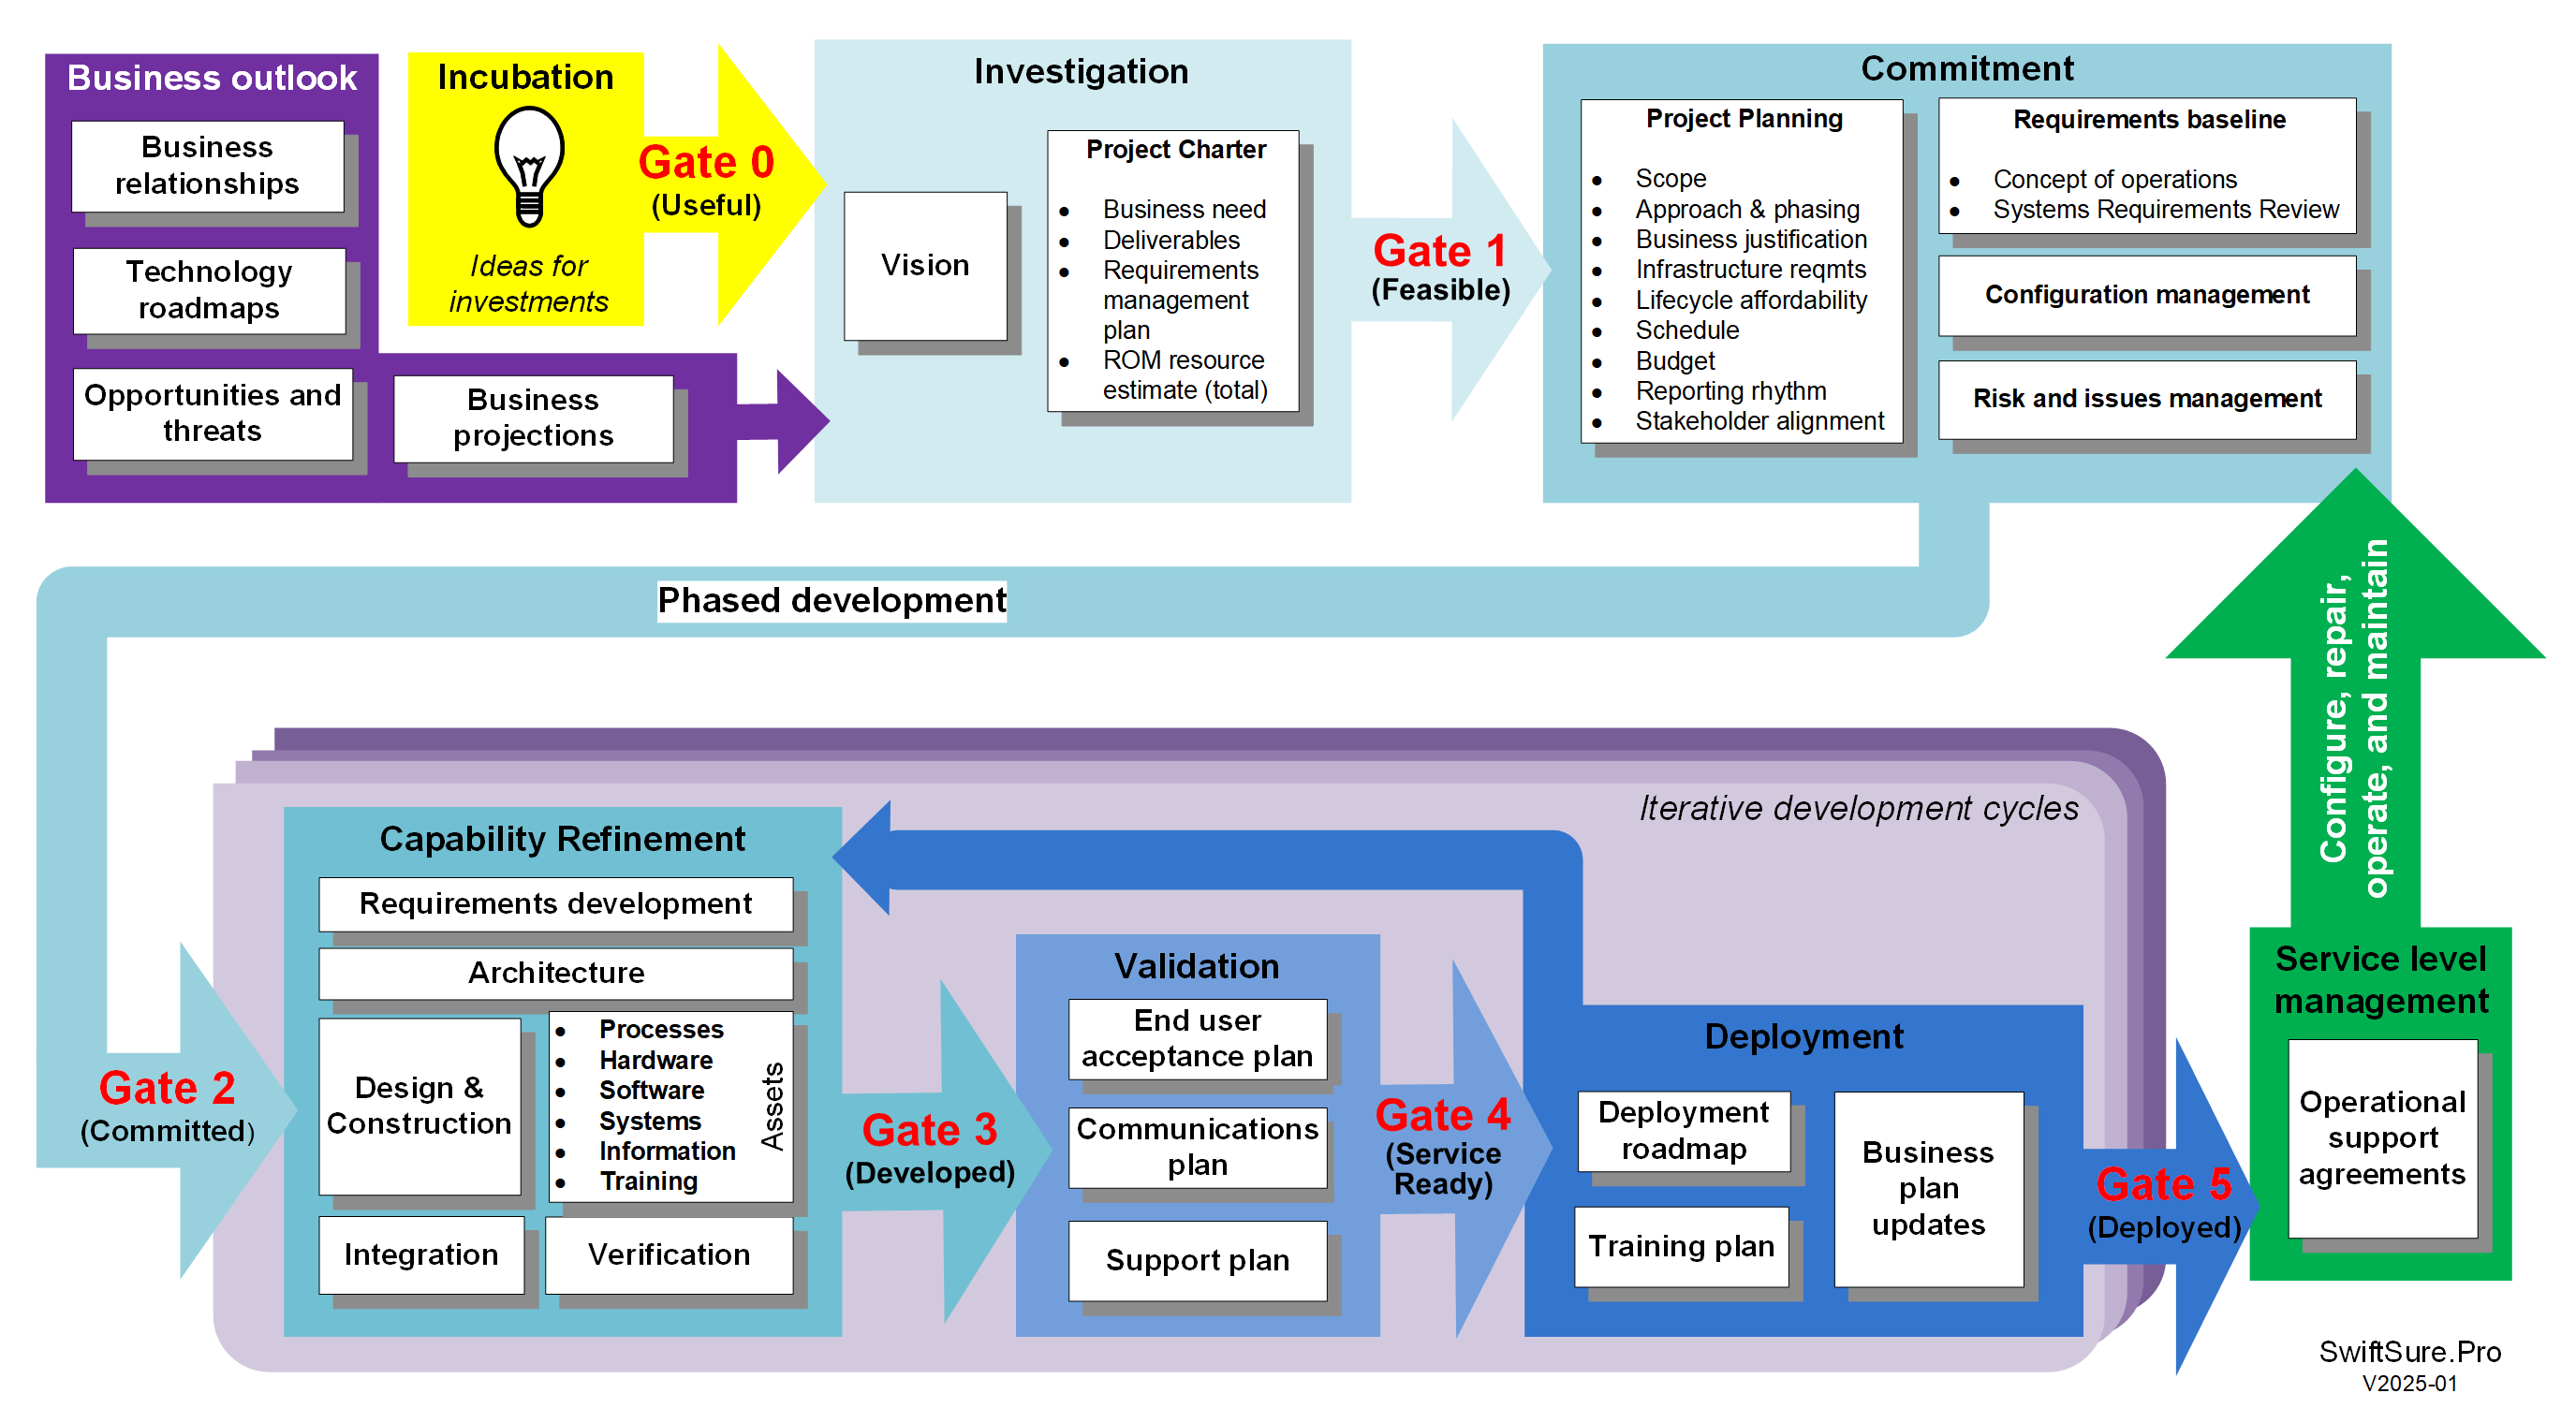 Business outlook
Business
relationships
Technology
roadmaps
Opportunities and
threats
Business
projections
Incubation
Ideas for
investments
Gate 0
(Useful)
Investigation
Vision
Project Charter
• Business need
• Deliverables
• Requirements
management
plan
• ROM resource
estimate (total)
Gate 1
(Feasible)
Commitment
Project Planning
• Scope
• Approach & phasing
• Business justification
• Infrastructure reqmts
• Lifecycle affordability
• Schedule
• Budget
• Reporting rhythm
• Stakeholder alignment
Requirements baseline
• Concept of operations
• Systems Requirements Review
Configuration management
Risk and issues management
Phased development
Configure, repair,
operate, and maintain
Iterative development cycles
Gate 2
(Committed)
Capability Refinement
Requirements development
Architecture
Design &
Construction
• Processes
• Hardware
• Software
• Systems
• Information
• Training
Assets
Integration
Verification
Gate 3
(Developed)
Validation
End user
acceptance plan
Communications
plan
Support plan
Gate 4
(Service
Ready)
Deployment
Deployment
roadmap
Training plan
Business
plan
updates
Gate 5
(Deployed)
Service level
management
Operational
support
agreements
SwiftSure.Pro
V2025-01